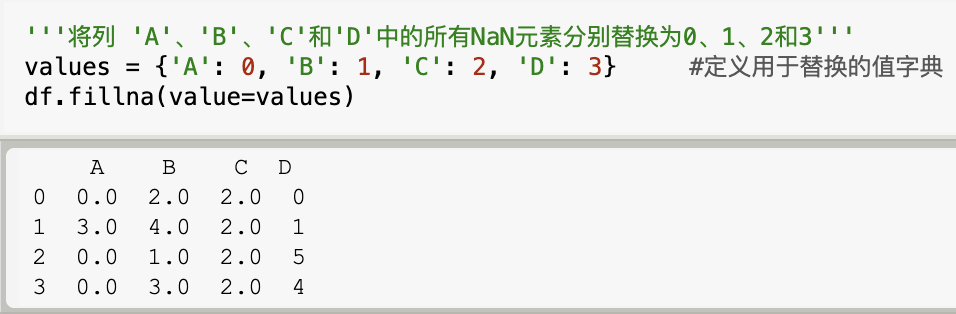 '''将列 'A'、'B'、'C'和'D'中的所有NaN元素分别替换为0、1、2和3'''
values = {'A': 0, 'B': 1, 'C': 2, 'D': 3}     #定义用于替换的值字典
df.fillna(value=values)
     A    B    C  D
0  0.0  2.0  2.0  0
1  3.0  4.0  2.0  1
2  0.0  1.0  2.0  5
3  0.0  3.0  2.0  4